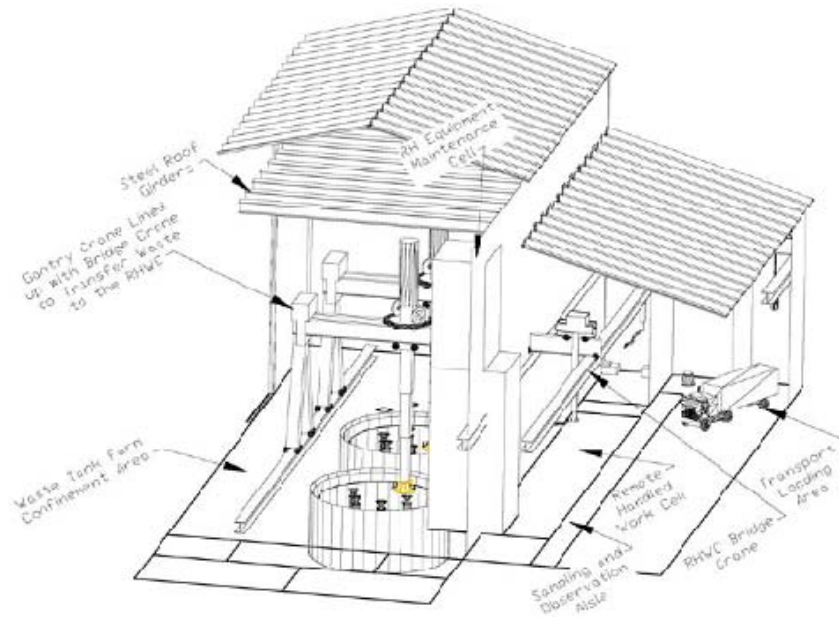 RH Equipment
Maintenance
Cell
Steel Roof
Girders
Gantry Crane Lines
up with Bridge Crane
to Transfer Waste
to the RHWC
Waste Tank Farm
Confinement Area
Remote
Handled
Work Cell
Sampling and
Observation
Aisle
RHWC Bridge
Crane
Transport
Loading
Area